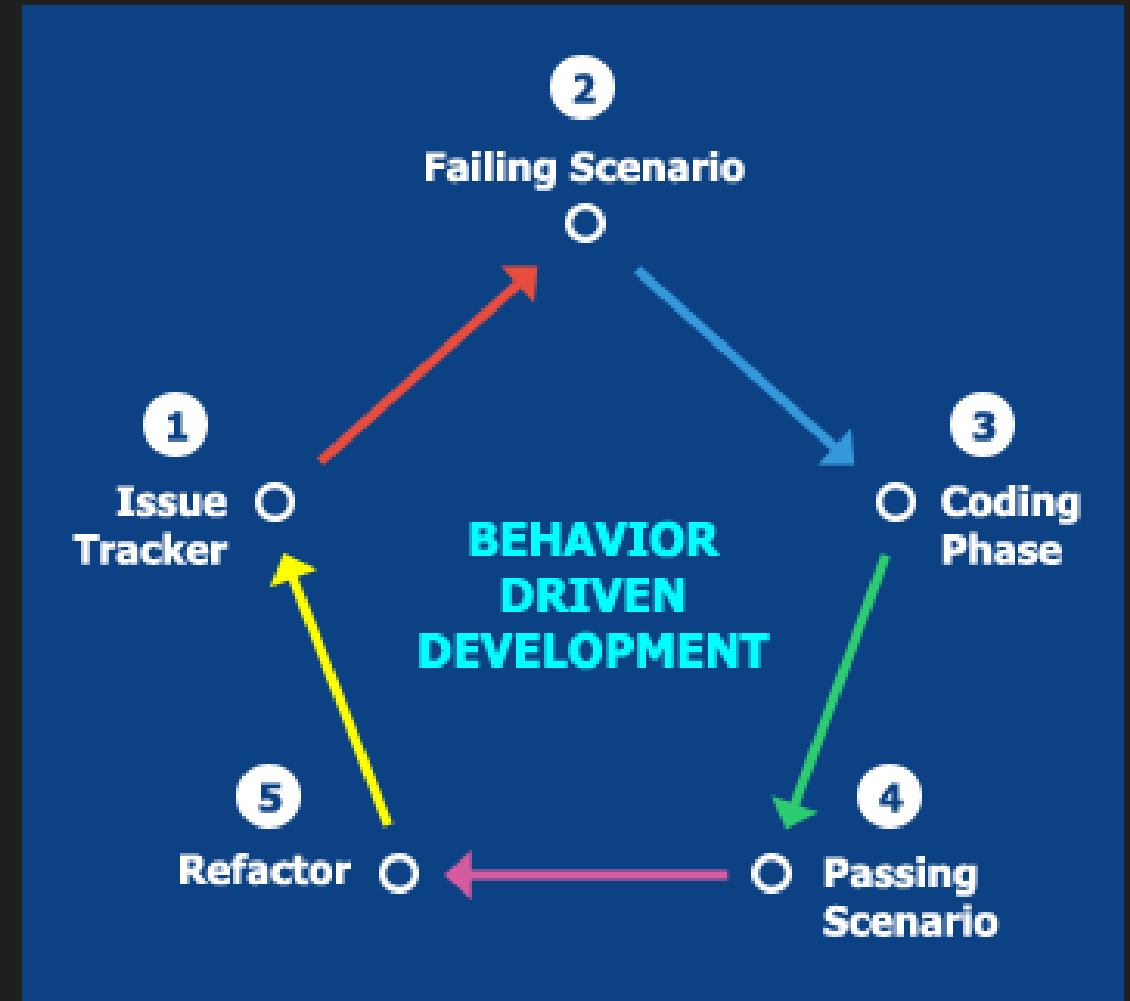 2
Failing Scenario
1
Issue
Tracker
3
Coding
Phase
BEHAVIOR
DRIVEN
DEVELOPMENT
5
Refactor
4
Passing
Scenario